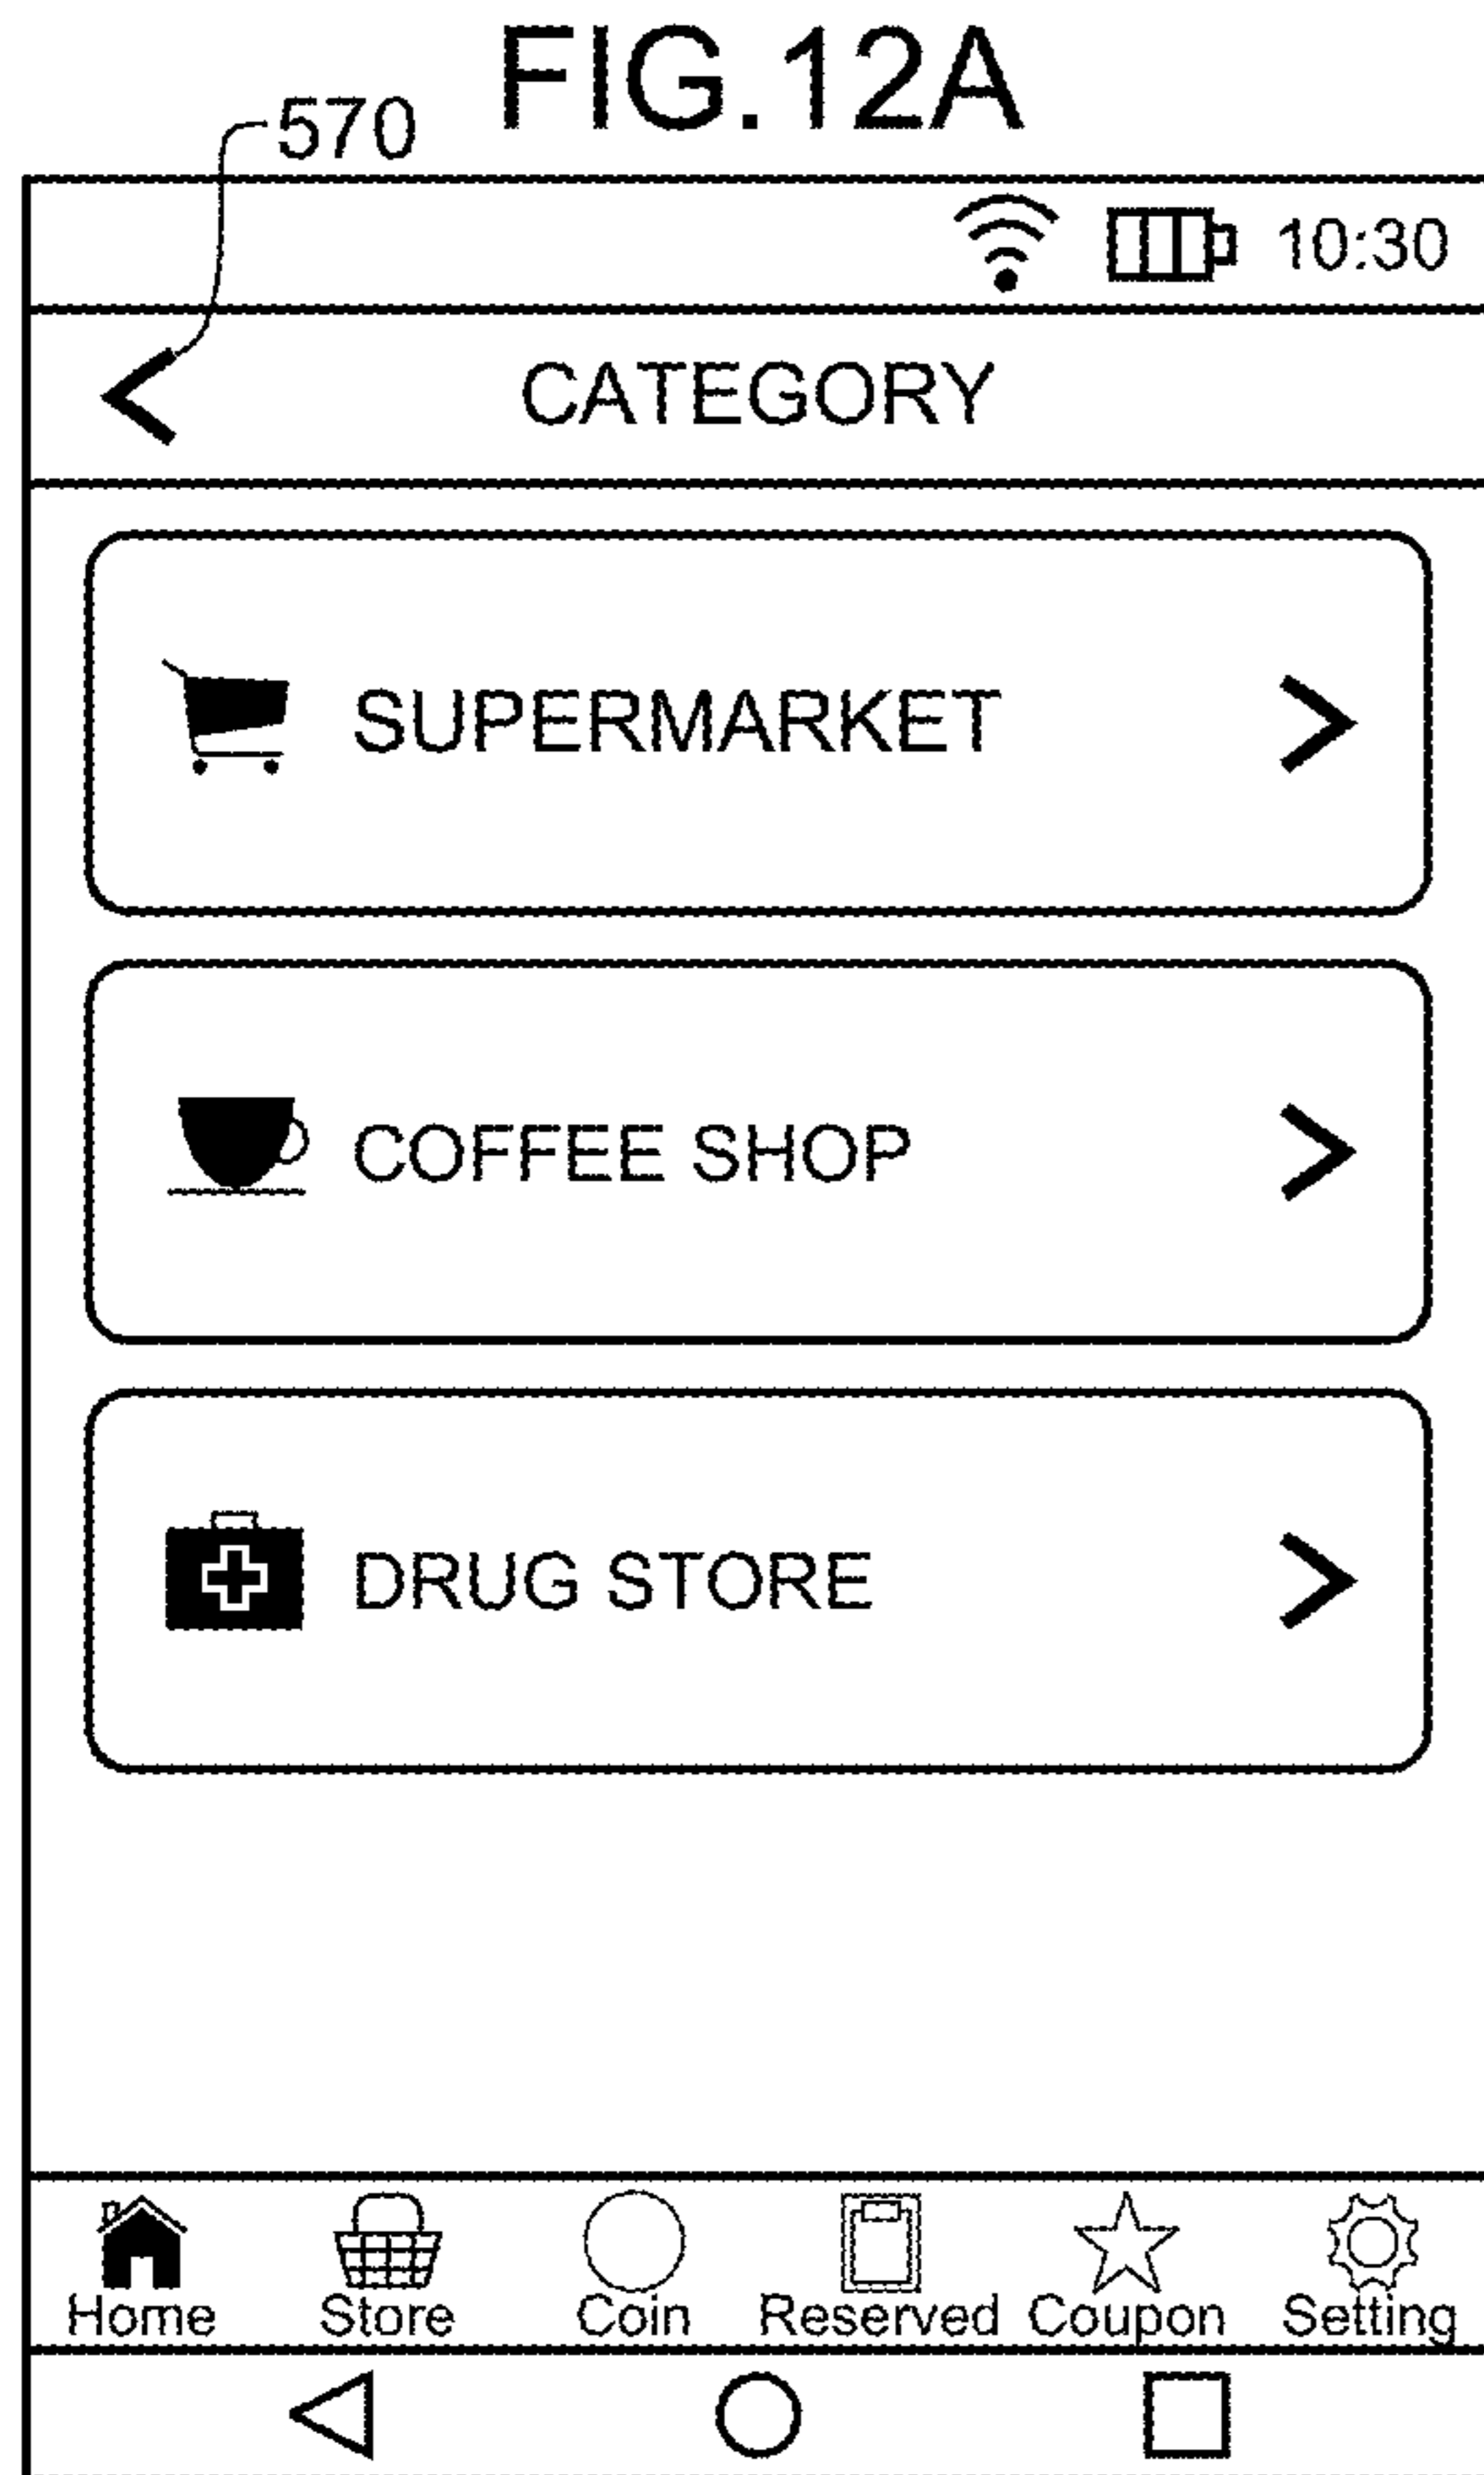 FIG.12A
570
10:30
CATEGORY
SUPERMARKET
COFFEE SHOP
DRUG STORE
Home Store Coin Reserved Coupon Setting